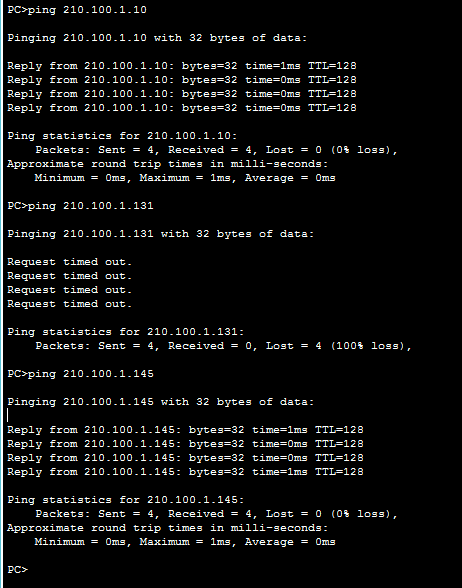 PC>ping 210.100.1.10
Pinging 210.100.1.10 with 32 bytes of data:
Reply from 210.100.1.10: bytes=32 time=1ms TTL=128
Reply from 210.100.1.10: bytes=32 time=0ms TTL=128
Reply from 210.100.1.10: bytes=32 time=0ms TTL=128
Reply from 210.100.1.10: bytes=32 time=0ms TTL=128
Ping statistics for 210.100.1.10:
Packets: Sent = 4, Received = 4, Lost = 0 (0% loss),
Approximate round trip times in milli-seconds:
Minimum = 0ms, Maximum = 1ms, Average = 0ms
PC>ping 210.100.1.131
Pinging 210.100.1.131 with 32 bytes of data:
Request timed out.
Request timed out.
Request timed out.
Request timed out.
Ping statistics for 210.100.1.131:
Packets: Sent = 4, Received = 0, Lost = 4 (100% loss),
PC>ping 210.100.1.145
Pinging 210.100.1.145 with 32 bytes of data:
Reply from 210.100.1.145: bytes=32 time=1ms TTL=128
Reply from 210.100.1.145: bytes=32 time=0ms TTL=128
Reply from 210.100.1.145: bytes=32 time=0ms TTL=128
Reply from 210.100.1.145: bytes=32 time=1ms TTL=128
Ping statistics for 210.100.1.145:
Packets: Sent = 4, Received = 4, Lost = 0 (0% loss),
Approximate round trip times in milli-seconds:
Minimum = 0ms, Maximum = 1ms, Average = 0ms
PC>